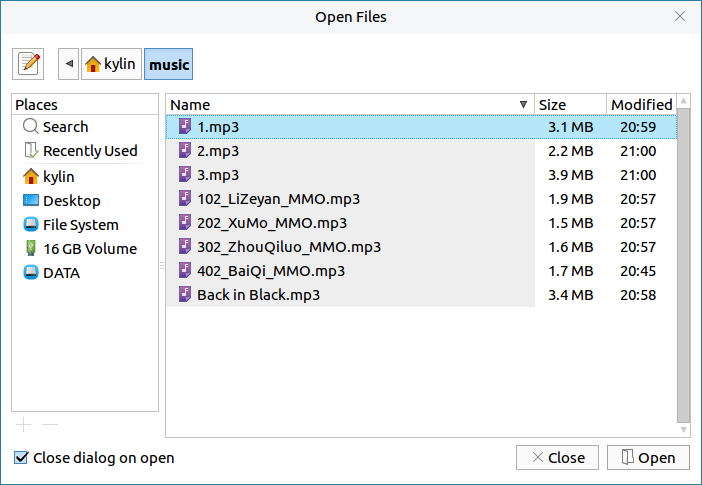 Open Files
kylin music
Places
Search
Recently Used
kylin
Desktop
File System
16 GB Volume
DATA
Name Size Modified
1.mp3 3.1 MB 20:59
2.mp3 2.2 MB 21:00
3.mp3 3.9 MB 21:00
102_LiZeyan_MMO.mp3 1.9 MB 20:57
202_XuMo_MMO.mp3 1.5 MB 20:57
302_ZhouQiluo_MMO.mp3 1.6 MB 20:57
402_BaiQi_MMO.mp3 1.7 MB 20:45
Back in Black.mp3 3.4 MB 20:58
Close dialog on open
Close Open